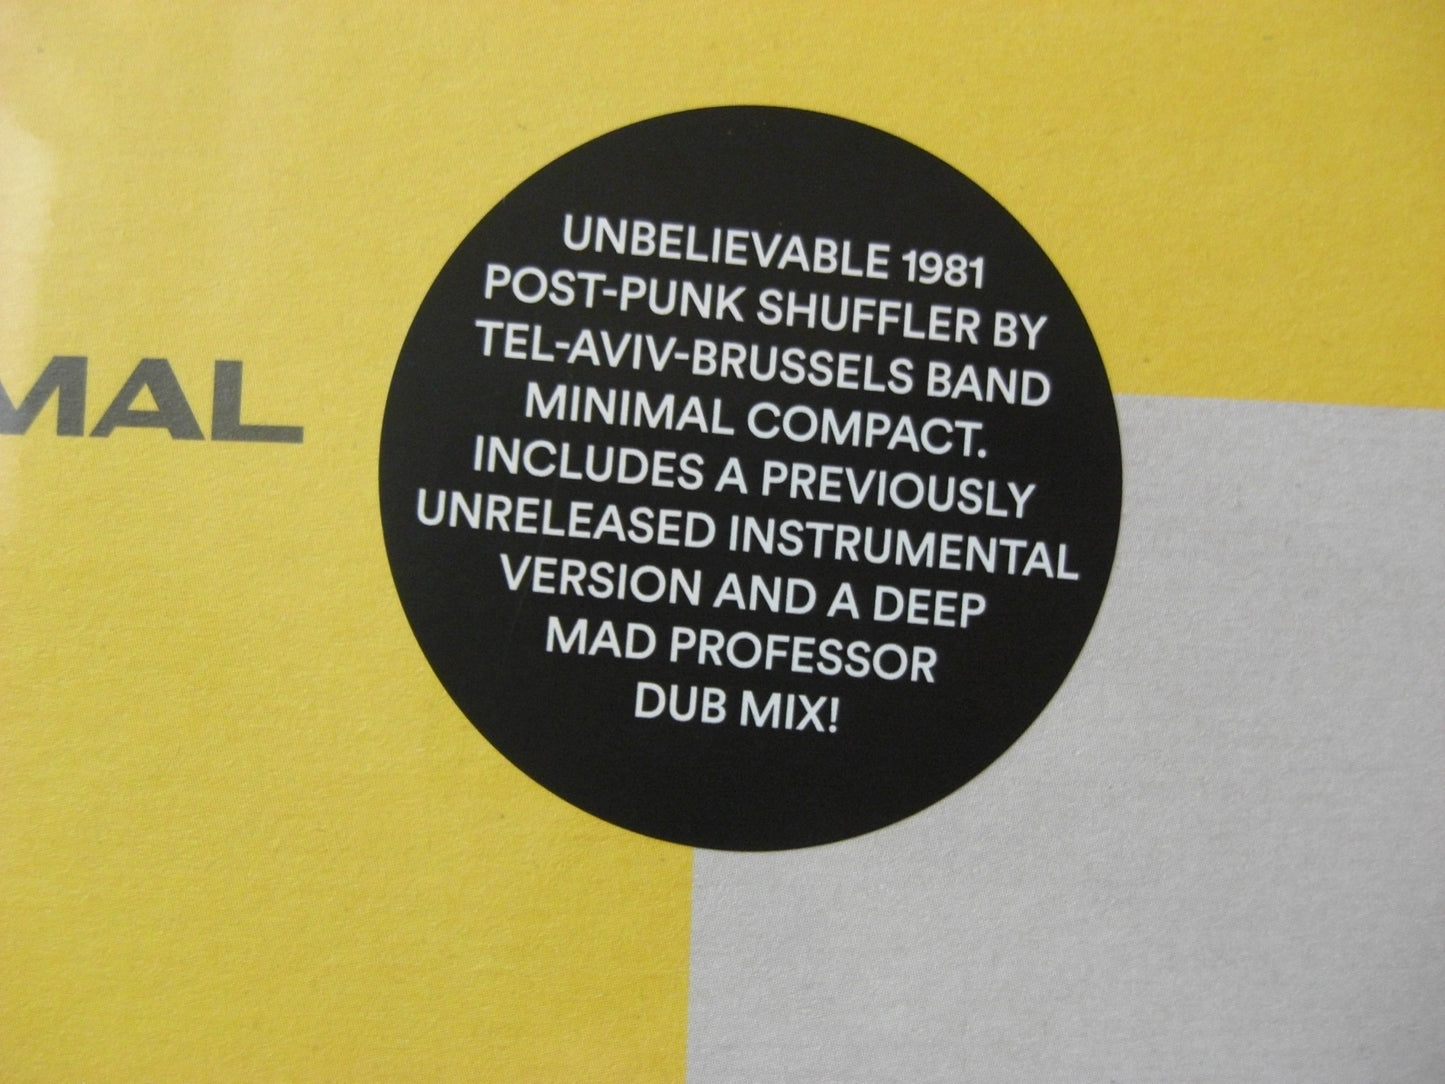 MAL
UNBELIEVABLE 1981
POST-PUNK SHUFFLER BY
TEL-AVIV-BRUSSELS BAND
MINIMAL COMPACT.
INCLUDES A PREVIOUSLY
UNRELEASED INSTRUMENTAL
VERSION AND A DEEP
MAD PROFESSOR
DUB MIX!